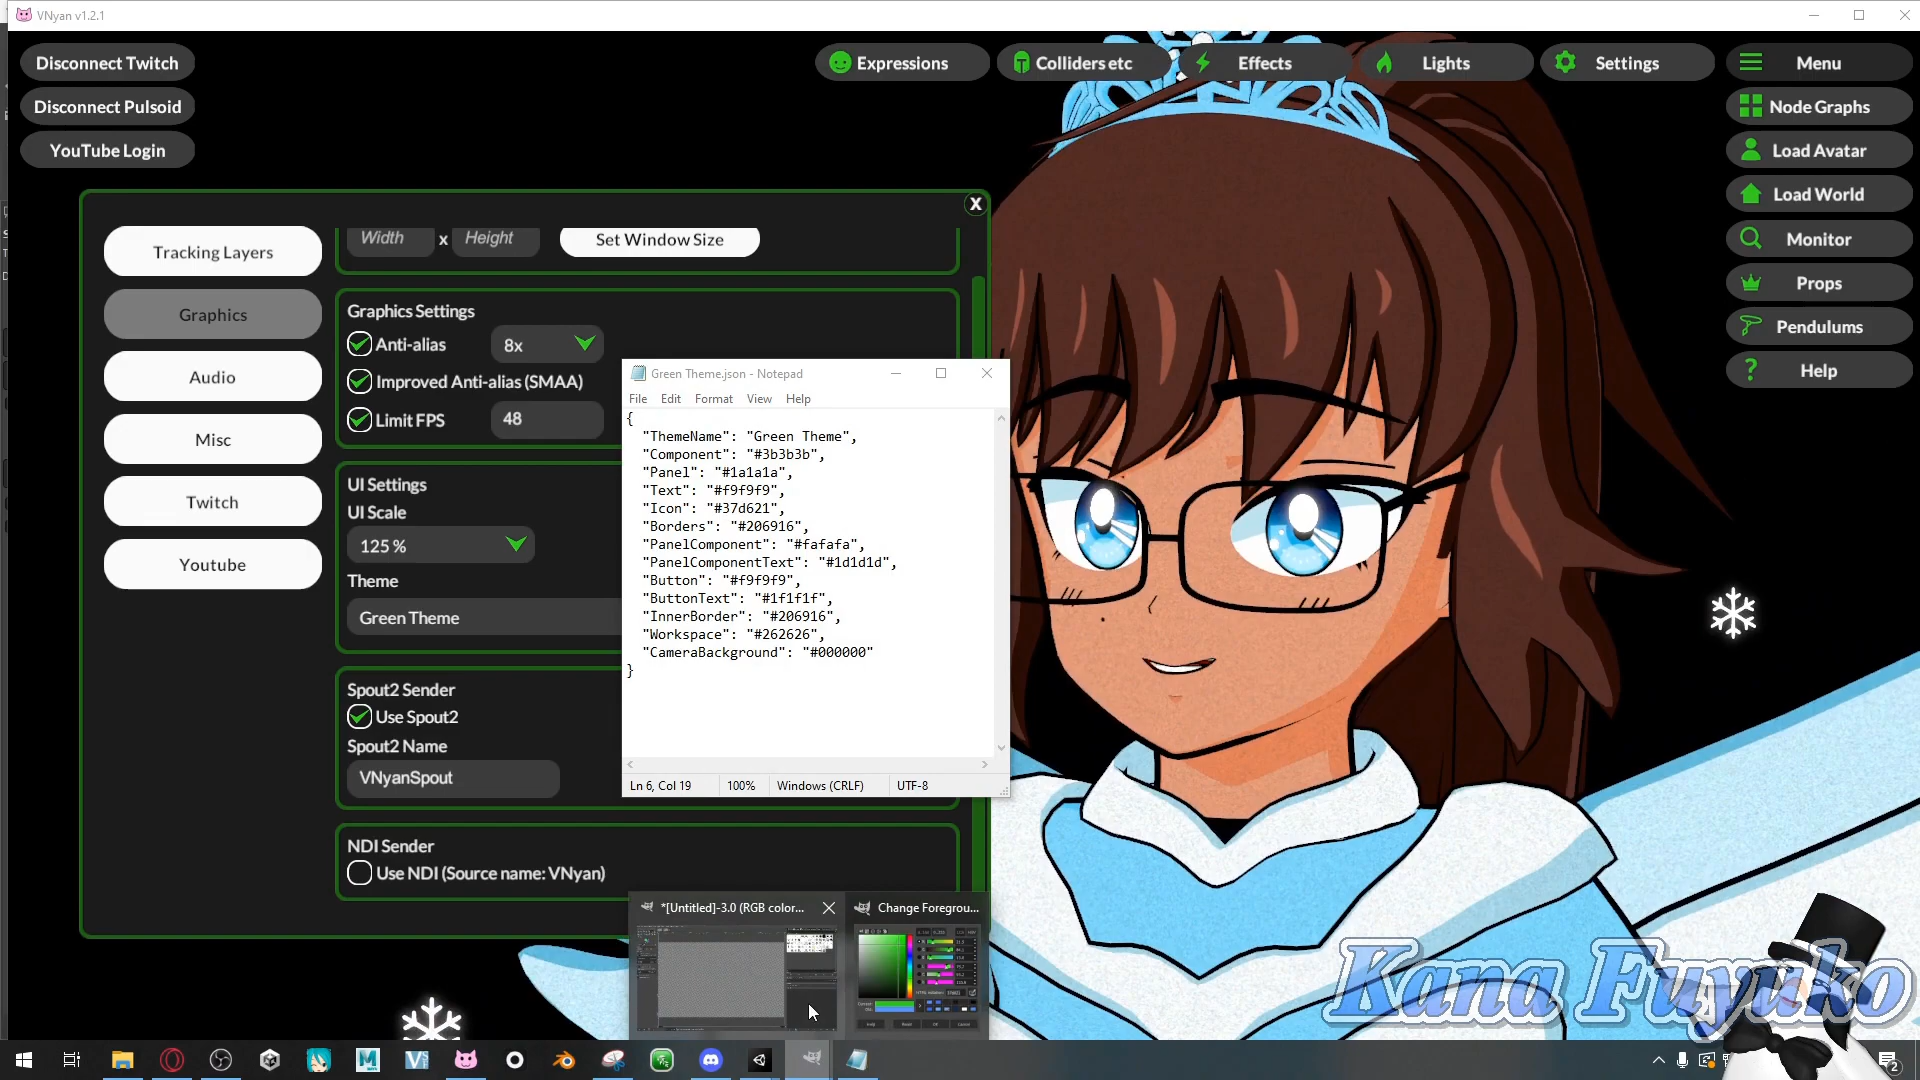 VNyan v1.2.1
Disconnect Twitch
Disconnect Pulsoid
YouTube Login
Expressions
Colliders etc
Effects
Lights
Settings
Menu
Node Graphs
Load Avatar
Load World
Monitor
Props
Pendulums
Help
X
Tracking Layers
Graphics
Audio
Misc
Twitch
Youtube
Width x Height Set Window Size
Graphics Settings
Anti-alias 8x
Improved Anti-alias (SMAA)
Limit FPS 48
UI Settings
UI Scale
125 %
Theme
Green Theme
Spout2 Sender
Use Spout2
Spout2 Name
VNyanSpout
NDI Sender
Use NDI (Source name: VNyan)
Green Theme.json - Notepad
File Edit Format View Help
{
"ThemeName": "Green Theme",
"Component": "#3b3b3b",
"Panel": "#1a1a1a",
"Text": "#f9f9f9",
"Icon": "#37d621",
"Borders": "#206916",
"PanelComponent": "#fafafa",
"PanelComponentText": "#1d1d1d",
"Button": "#f9f9f9",
"ButtonText": "#1f1f1f",
"InnerBorder": "#206916",
"Workspace": "#262626",
"CameraBackground": "#000000"
}
Ln 6, Col 19 100% Windows (CRLF) UTF-8
*[Untitled]-3.0 (RGB color...
Change Foregrou...
Kana Fuyuko
2